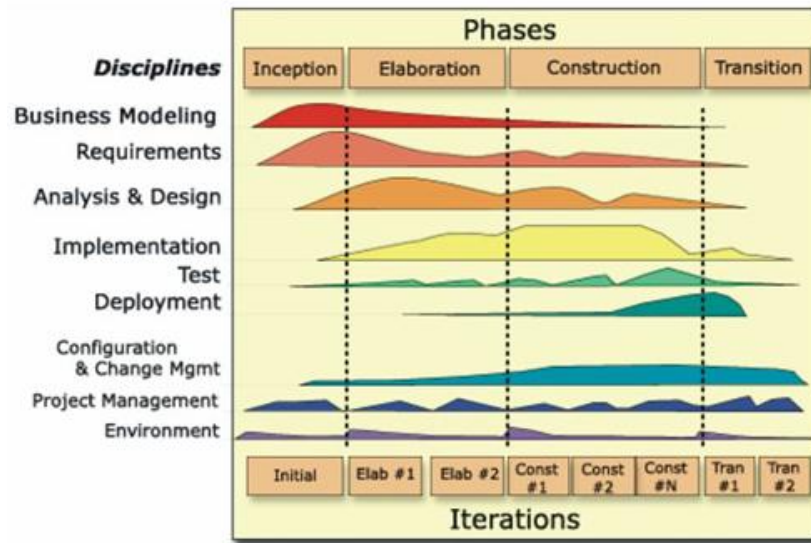 Phases
Disciplines
Inception
Elaboration
Construction
Transition
Business Modeling
Requirements
Analysis & Design
Implementation
Test
Deployment
Configuration
& Change Mgmt
Project Management
Environment
Initial
Elab #1
Elab #2
Const
#1
Const
#2
Const
#N
Tran
#1
Tran
#2
Iterations